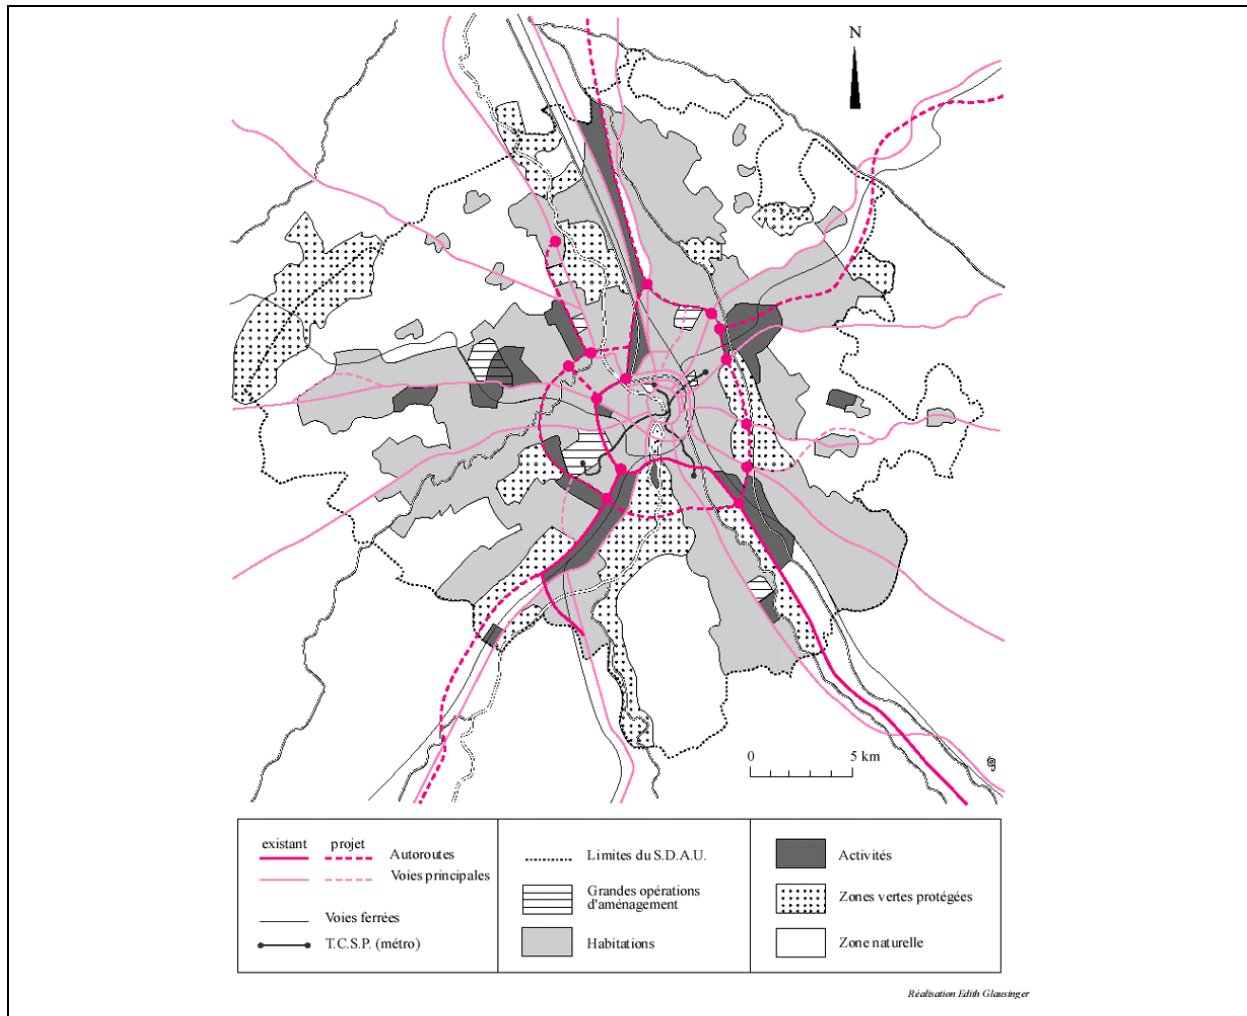 N
0 5 km
existant projet
Autoroutes
Voies principales
Voies ferrées
T.C.S.P. (métro)
Limites du S.D.A.U.
Grandes opérations
d'aménagement
Habitations
Activités
Zones vertes protégées
Zone naturelle
Réalisation Edith Glausinger